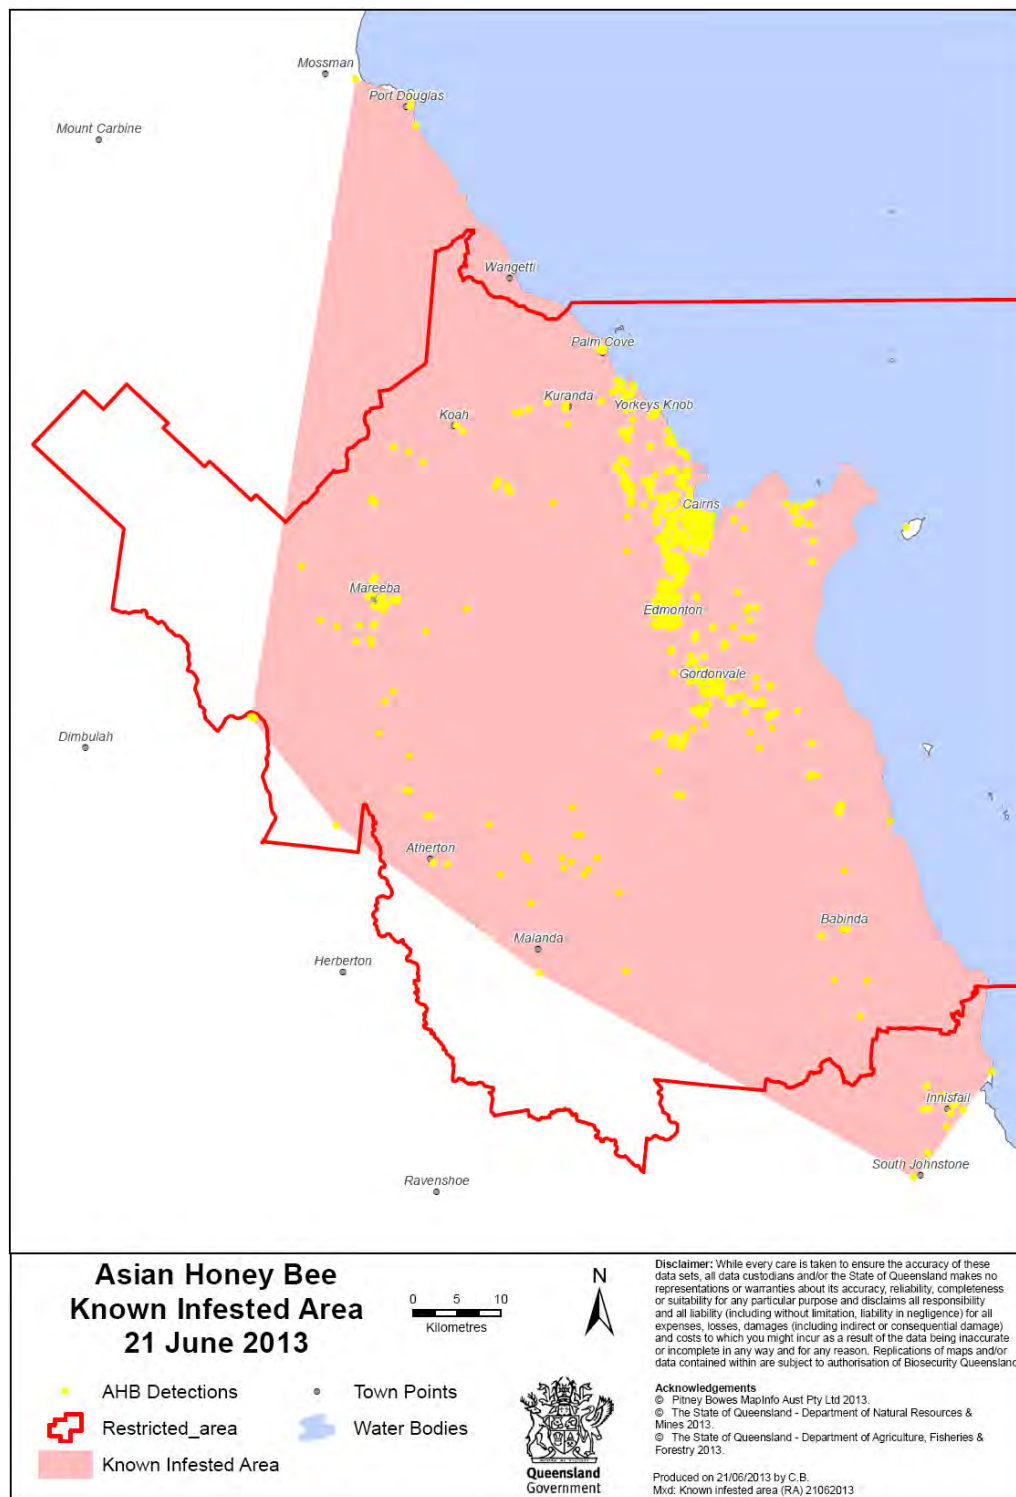 Mossman
Port Douglas
Mount Carbine
Wangetti
Palm Cove
Kuranda
Yorkeys Knob
Koah
Cairns
Mareeba
Edmonton
Gordonvale
Dimbulah
Atherton
Babinda
Malanda
Herberton
Innisfail
South Johnstone
Ravenshoe
Asian Honey Bee
Known Infested Area
21 June 2013
0 5 10
Kilometres
N
AHB Detections
Restricted_area
Known Infested Area
Town Points
Water Bodies
Queensland
Government
Disclaimer: While every care is taken to ensure the accuracy of these
data sets, all data custodians and/or the State of Queensland makes no
representations or warranties about its accuracy, reliability, completeness
or suitability for any particular purpose and disclaims all responsibility
and all liability (including without limitation, liability in negligence) for all
expenses, losses, damages (including indirect or consequential damage)
and costs to which you might incur as a result of the data being inaccurate
or incomplete in any way and for any reason. Replications of maps and/or
data contained within are subject to authorisation of Biosecurity Queensland
Acknowledgements
© Pitney Bowes MapInfo Aust Pty Ltd 2013.
© The State of Queensland - Department of Natural Resources &
Mines 2013.
© The State of Queensland - Department of Agriculture, Fisheries &
Forestry 2013.
Produced on 21/06/2013 by C.B.
Mxd: Known infested area (RA) 21062013